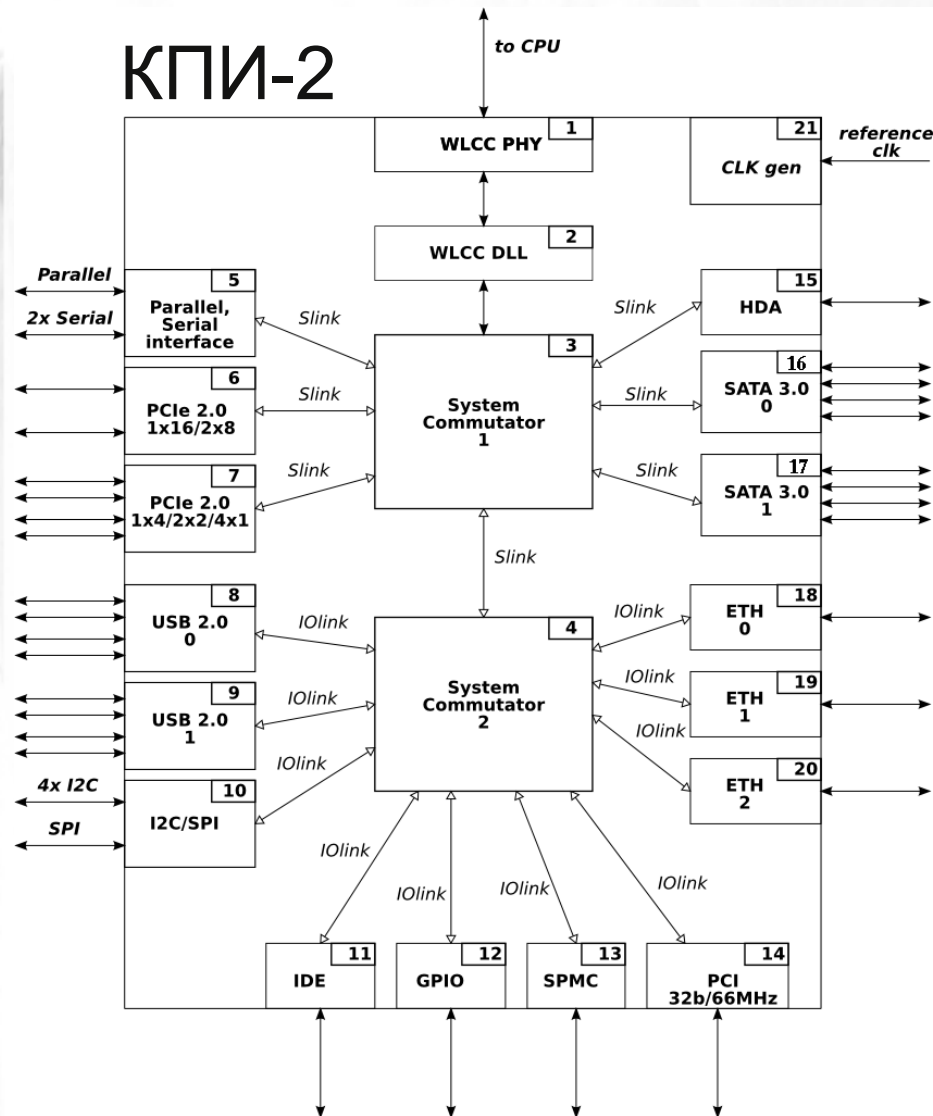 КПИ-2
to CPU
1
WLCC PHY
21
CLK gen
reference
clk
2
WLCC DLL
Parallel
2x Serial
5
Parallel,
Serial
interface
Slink
3
System
Commutator
1
Slink
15
HDA
6
PCIe 2.0
1x16/2x8
Slink
Slink
16
SATA 3.0
0
7
PCIe 2.0
1x4/2x2/4x1
Slink
Slink
17
SATA 3.0
1
Slink
8
USB 2.0
0
IOlink
4
System
Commutator
2
IOlink
18
ETH
0
9
USB 2.0
1
IOlink
IOlink
19
ETH
1
4x I2C
SPI
10
I2C/SPI
IOlink
IOlink
20
ETH
2
IOlink
IOlink
IOlink
IOlink
11
IDE
12
GPIO
13
SPMC
14
PCI
32b/66MHz